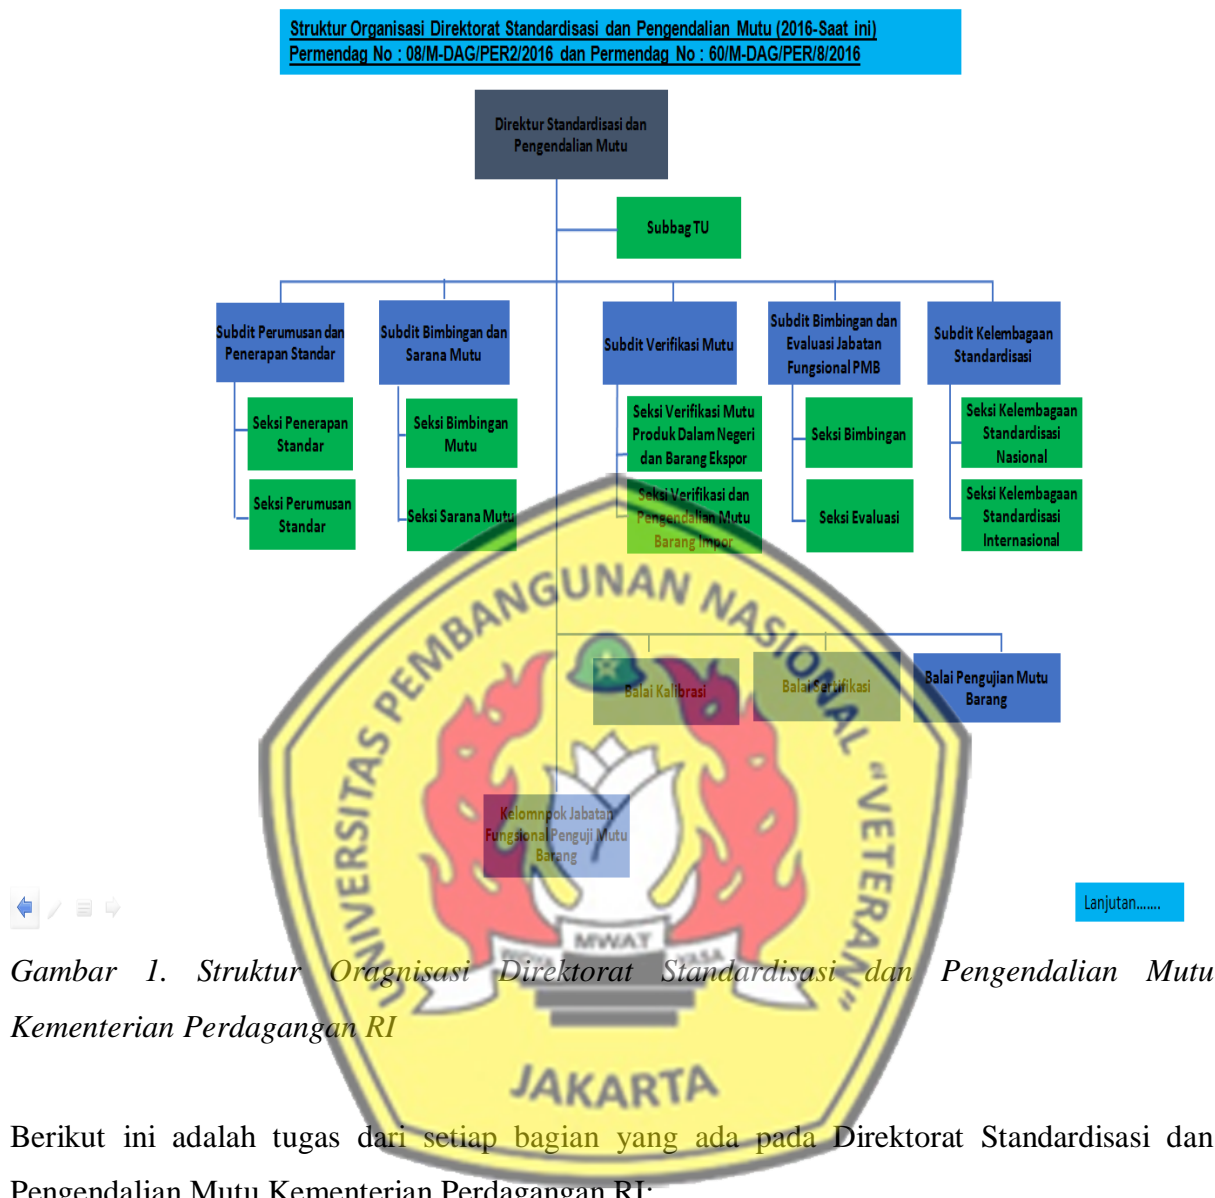 Struktur Organisasi Direktorat Standardisasi dan Pengendalian Mutu (2016-Saat ini)
Permendag No : 08/M-DAG/PER2/2016 dan Permendag No : 60/M-DAG/PER/8/2016
Direktur Standardisasi dan
Pengendalian Mutu
Subbag TU
Subdit Perumusan dan
Penerapan Standar
Subdit Bimbingan dan
Sarana Mutu
Subdit Verifikasi Mutu
Subdit Bimbingan dan
Evaluasi Jabatan
Fungsional PMB
Subdit Kelembagaan
Standardisasi
Seksi Penerapan
Standar
Seksi Bimbingan
Mutu
Seksi Verifikasi Mutu
Produk Dalam Negeri
dan Barang Ekspor
Seksi Bimbingan
Seksi Kelembagaan
Standardisasi
Nasional
Seksi Perumusan
Standar
Seksi Sarana Mutu
Seksi Verifikasi dan
Pengendalian Mutu
Barang Impor
Seksi Evaluasi
Seksi Kelembagaan
Standardisasi
Internasional
Balai Kalibrasi
Balai Sertifikasi
Balai Pengujian Mutu
Barang
Kelomnpok Jabatan
Fungsional Penguji Mutu
Barang
Lanjutan.......
UNIVERSITAS PEMBANGUNAN NASIONAL "VETERAN"
WIDYA MWAT YASA
JAKARTA
Gambar 1. Struktur Oragnisasi Direktorat Standardisasi dan Pengendalian Mutu
Kementerian Perdagangan RI
Berikut ini adalah tugas dari setiap bagian yang ada pada Direktorat Standardisasi dan
Pengendalian Mutu Kementerian Perdagangan RI: